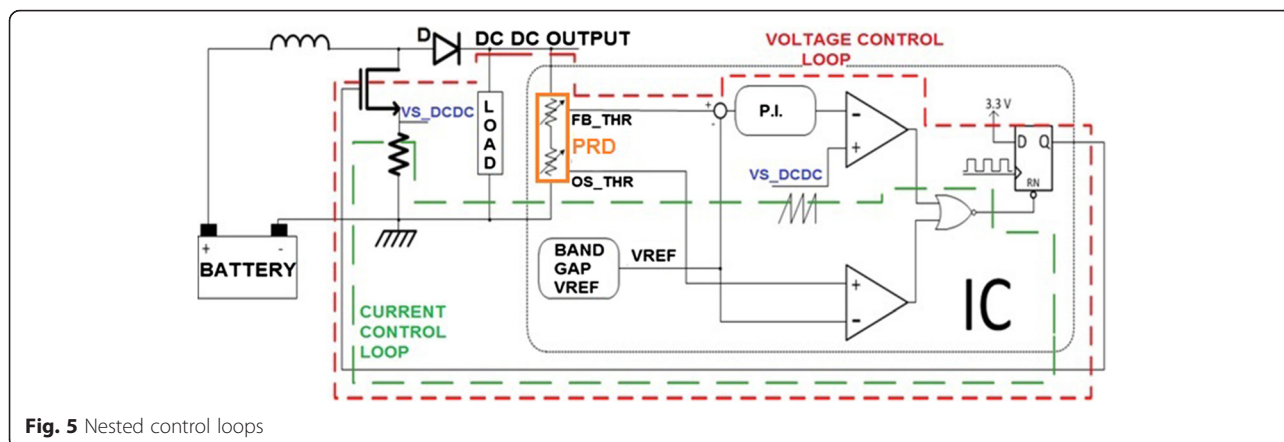 D
DC DC OUTPUT
VOLTAGE CONTROL
LOOP
VS_DCDC
LOAD
FB_THR
PRD
OS_THR
+
-
P.I.
-
+
VS_DCDC
3.3 V
D Q
RN
BAND
GAP
VREF
VREF
+
-
IC
+ -
BATTERY
CURRENT
CONTROL
LOOP
Fig. 5 Nested control loops